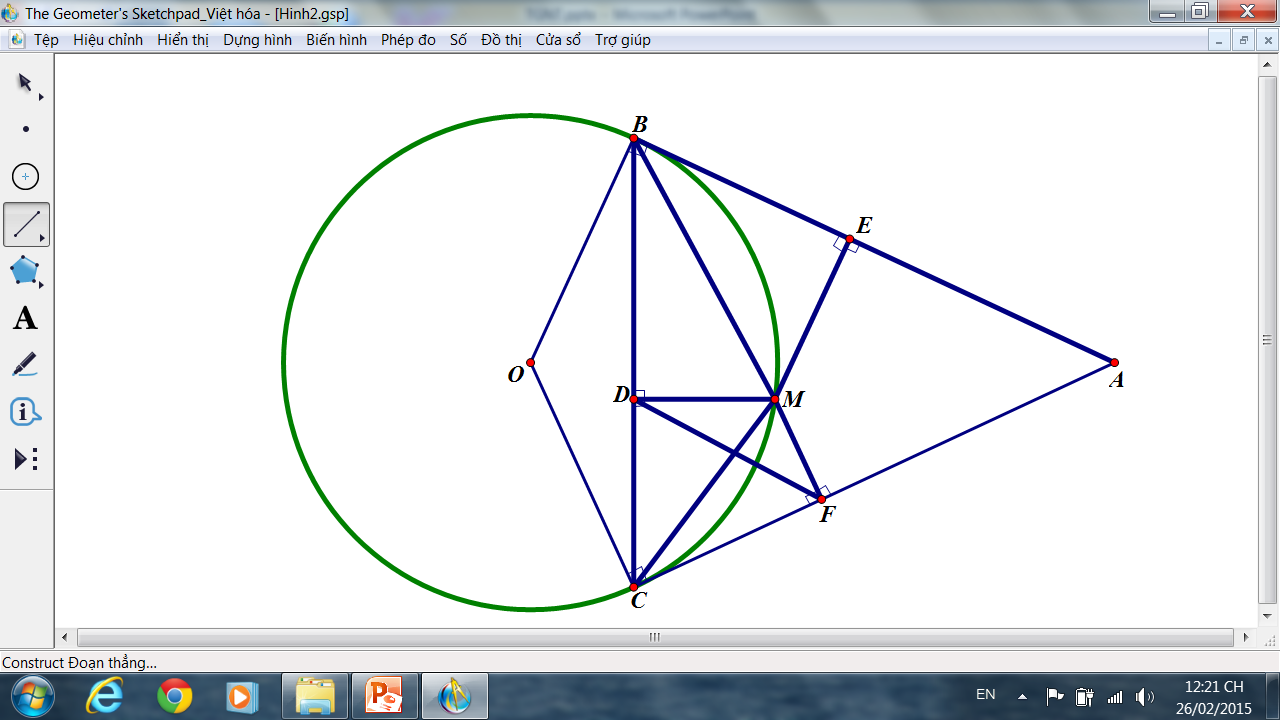 The Geometer's Sketchpad_Việt hóa - [Hinh2.gsp]
Tệp Hiệu chỉnh Hiển thị Dựng hình Biến hình Phép đo Số Đồ thị Cửa sổ Trợ giúp
B
E
O
D
M
A
F
C
A
Construct Đoạn thẳng...
EN
12:21 CH
26/02/2015